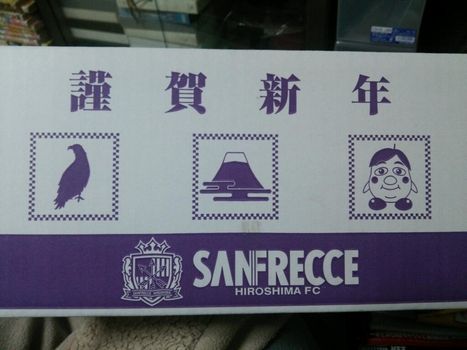 謹賀新年
SANFRECCE
HIROSHIMA FC